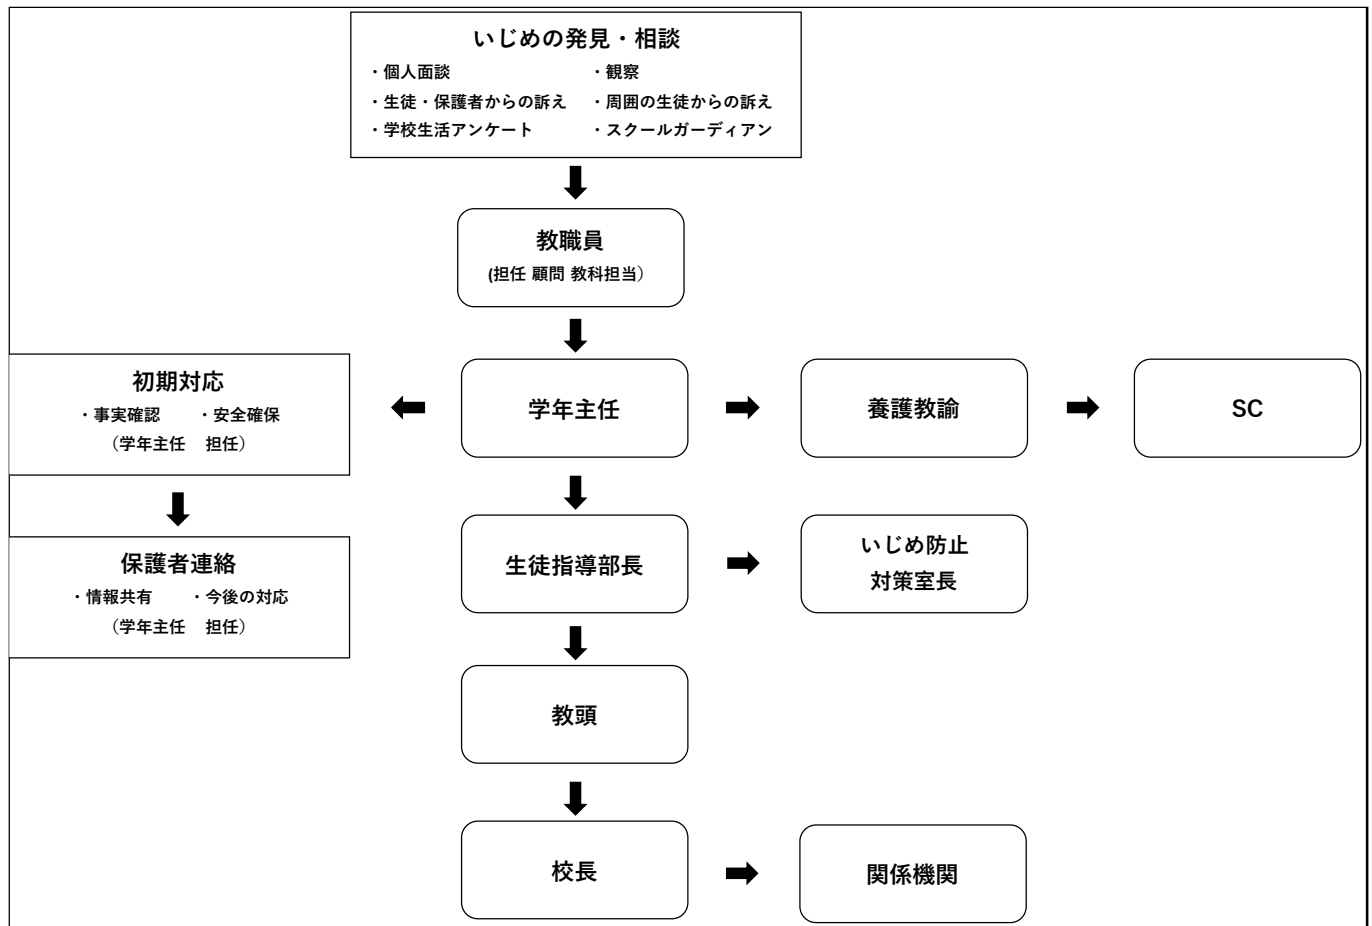 いじめの発見・相談
・個人面談 ・観察
・生徒・保護者からの訴え ・周囲の生徒からの訴え
・学校生活アンケート ・スクールガーディアン
教職員
(担任 顧問 教科担当）
初期対応
・事実確認 ・安全確保
（学年主任 担任）
学年主任
養護教諭
SC
保護者連絡
・情報共有 ・今後の対応
（学年主任 担任）
生徒指導部長
いじめ防止
対策室長
教頭
校長
関係機関